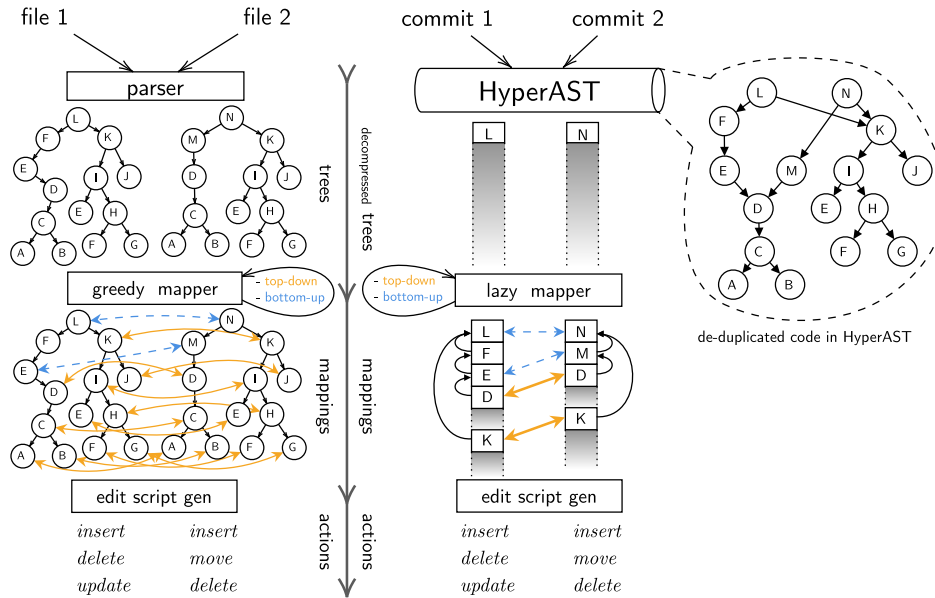 file 1
file 2
parser
L
N
F
K
M
K
E
I
J
D
I
J
D
E
H
C
E
H
C
F
G
A
B
F
G
A
B
trees
greedy mapper
- top-down
- bottom-up
L
N
F
K
M
K
E
I
J
D
I
J
D
E
H
C
E
H
C
F
G
A
B
F
G
A
B
mappings
edit script gen
insert insert
delete move
update delete
actions
commit 1
commit 2
HyperAST
L
N
decompressed trees
lazy mapper
- top-down
- bottom-up
L
N
F
M
E
D
D
K
K
mappings
edit script gen
insert insert
delete move
update delete
actions
L
N
F
K
E
M
I
J
D
E
H
C
F
G
A
B
de-duplicated code in HyperAST